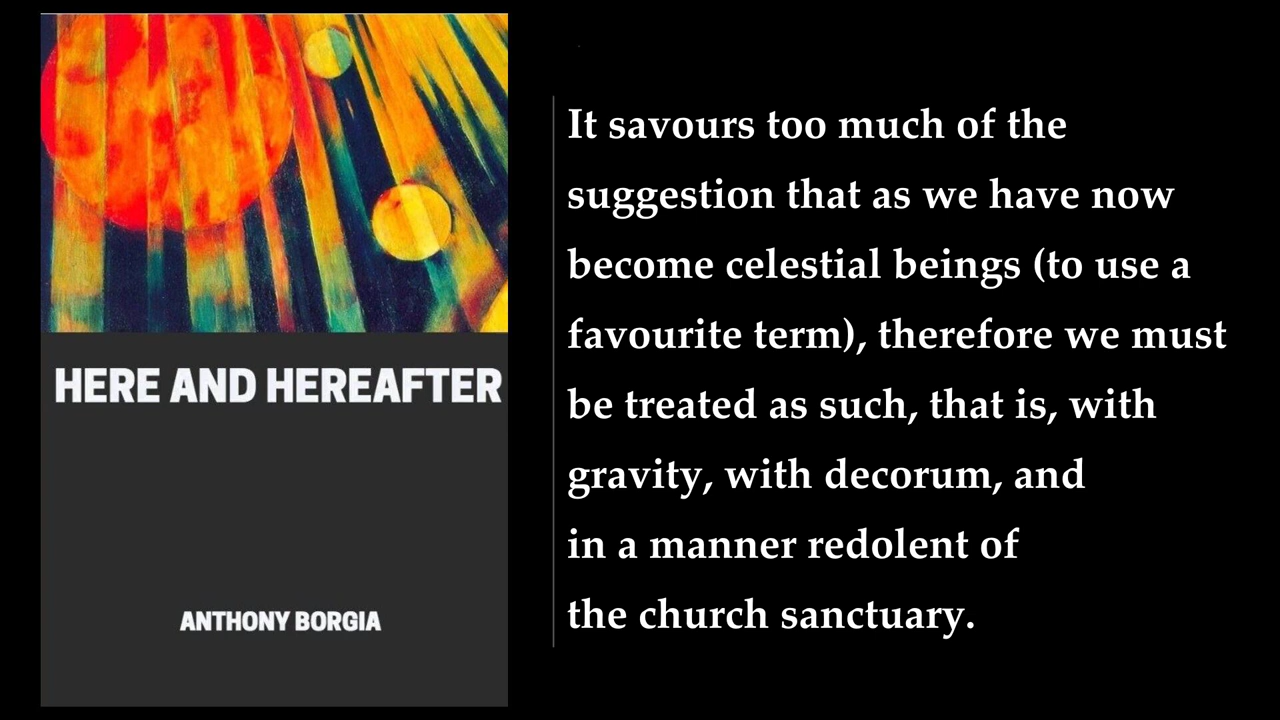 HERE AND HEREAFTER
ANTHONY BORGIA
It savours too much of the
suggestion that as we have now
become celestial beings (to use a
favourite term), therefore we must
be treated as such, that is, with
gravity, with decorum, and
in a manner redolent of
the church sanctuary.